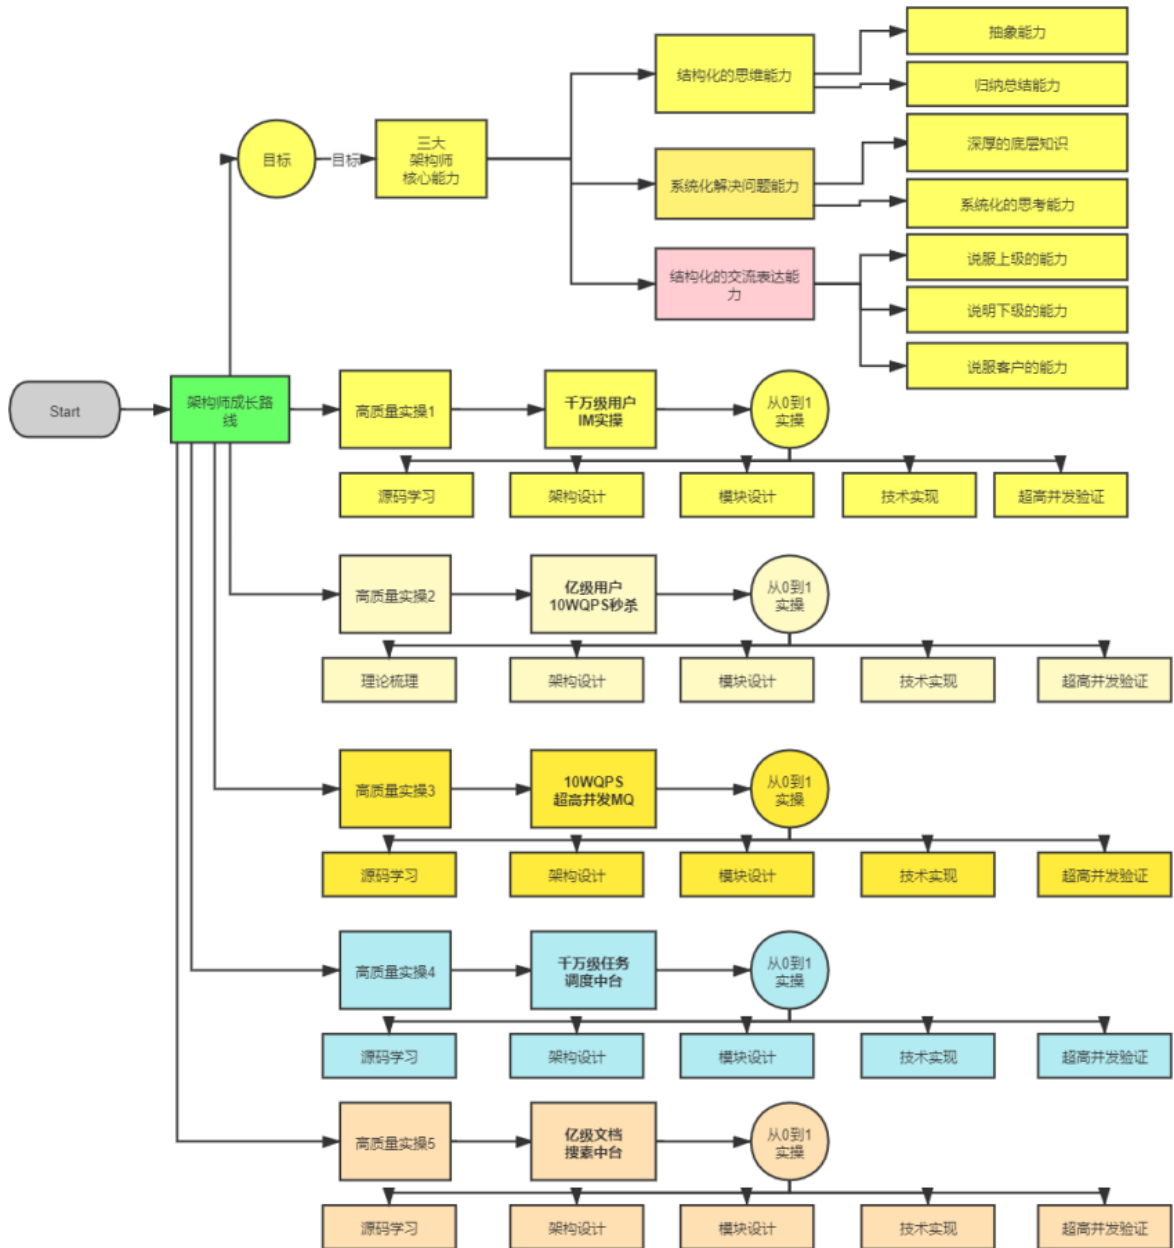 抽象能力
结构化的思维能力
归纳总结能力
三大
架构师
核心能力
目标
目标
深厚的底层知识
系统化解决问题能力
系统化的思考能力
说服上级的能力
结构化的交流表达能
力
说明下级的能力
说服客户的能力
Start
架构师成长路
线
高质量实操1
千万级用户
IM实操
从0到1
实操
源码学习
架构设计
模块设计
技术实现
超高并发验证
高质量实操2
亿级用户
10WQPS秒杀
从0到1
实操
理论梳理
架构设计
模块设计
技术实现
超高并发验证
高质量实操3
10WQPS
超高并发MQ
从0到1
实操
源码学习
架构设计
模块设计
技术实现
超高并发验证
高质量实操4
千万级任务
调度中台
从0到1
实操
源码学习
架构设计
模块设计
技术实现
超高并发验证
高质量实操5
亿级文档
搜素中台
从0到1
实操
源码学习
架构设计
模块设计
技术实现
超高并发验证